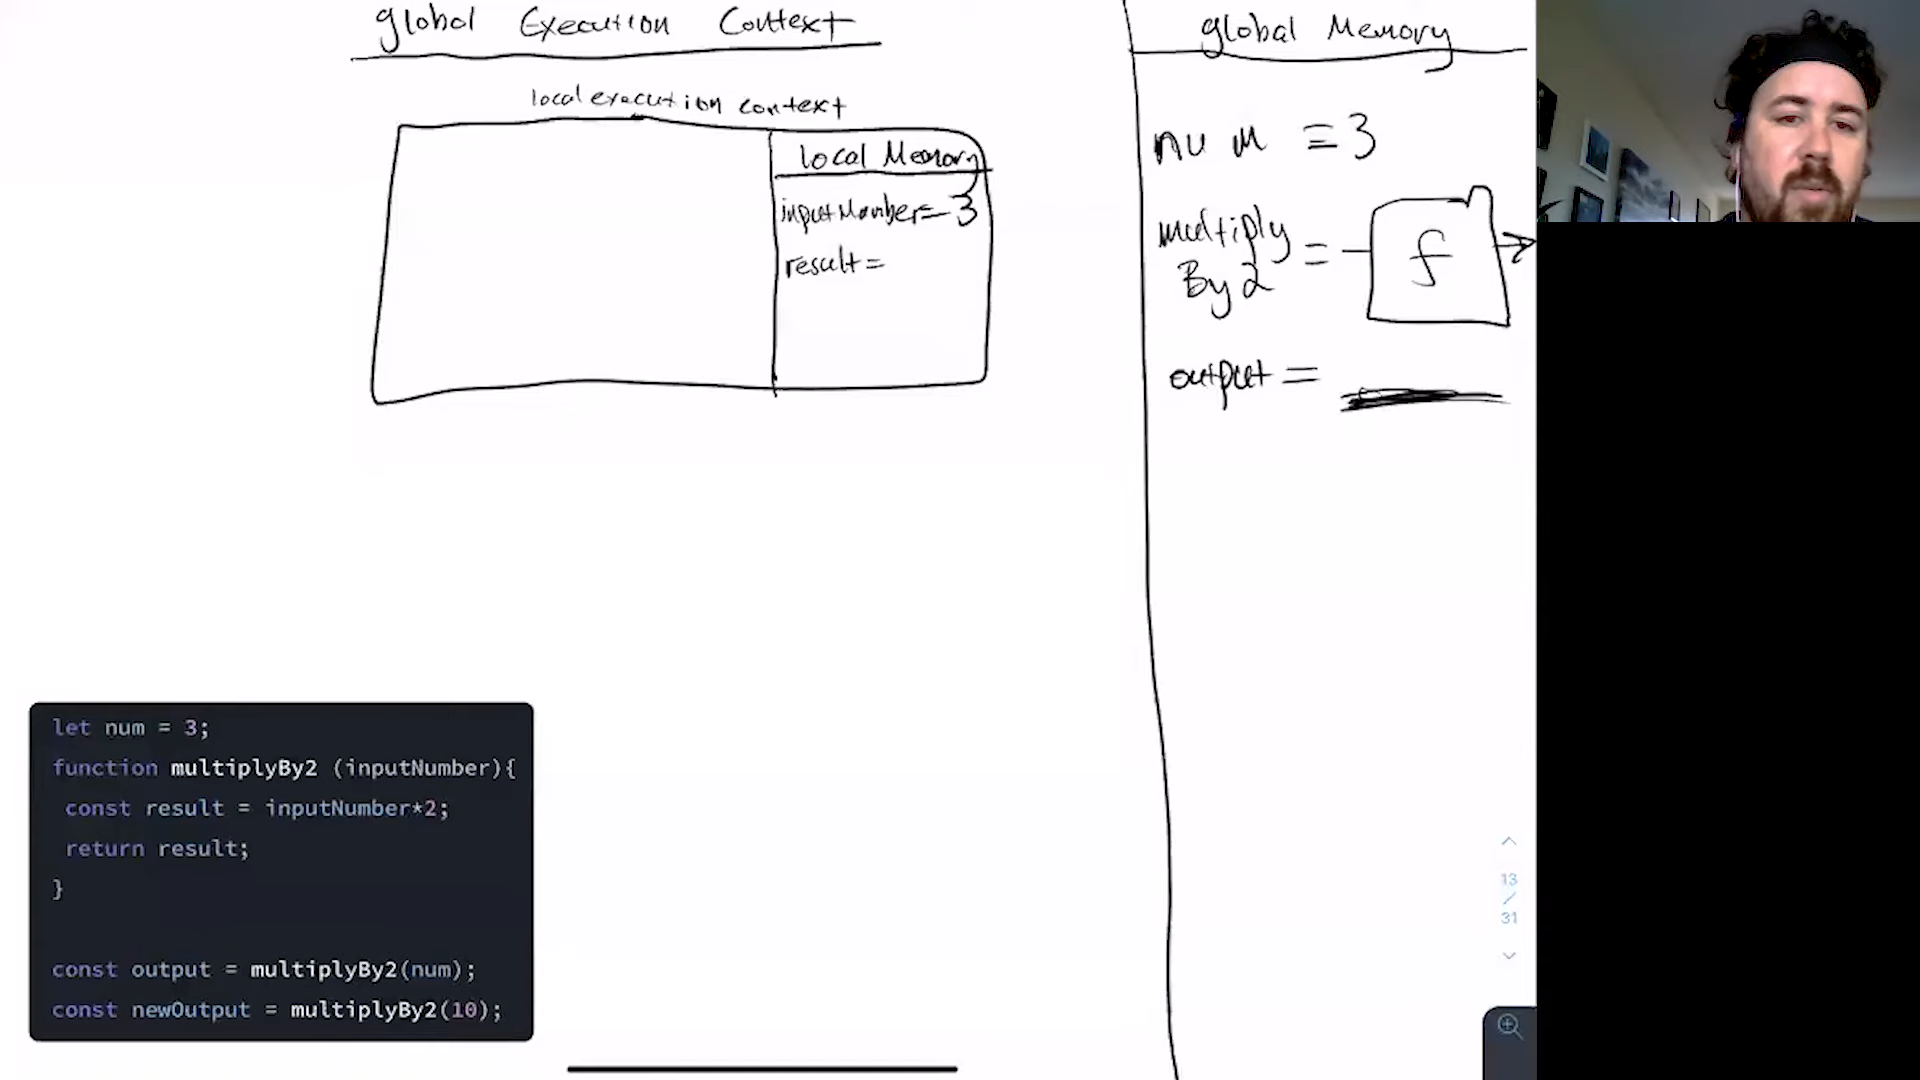 global Execution Context
local execution context
local Memory
inputNumber= 3
result=
global Memory
num = 3
multiply
By2 = f
output =
let num = 3;
function multiplyBy2 (inputNumber){
const result = inputNumber*2;
return result;
}
const output = multiplyBy2(num);
const newOutput = multiplyBy2(10);
13
/
31